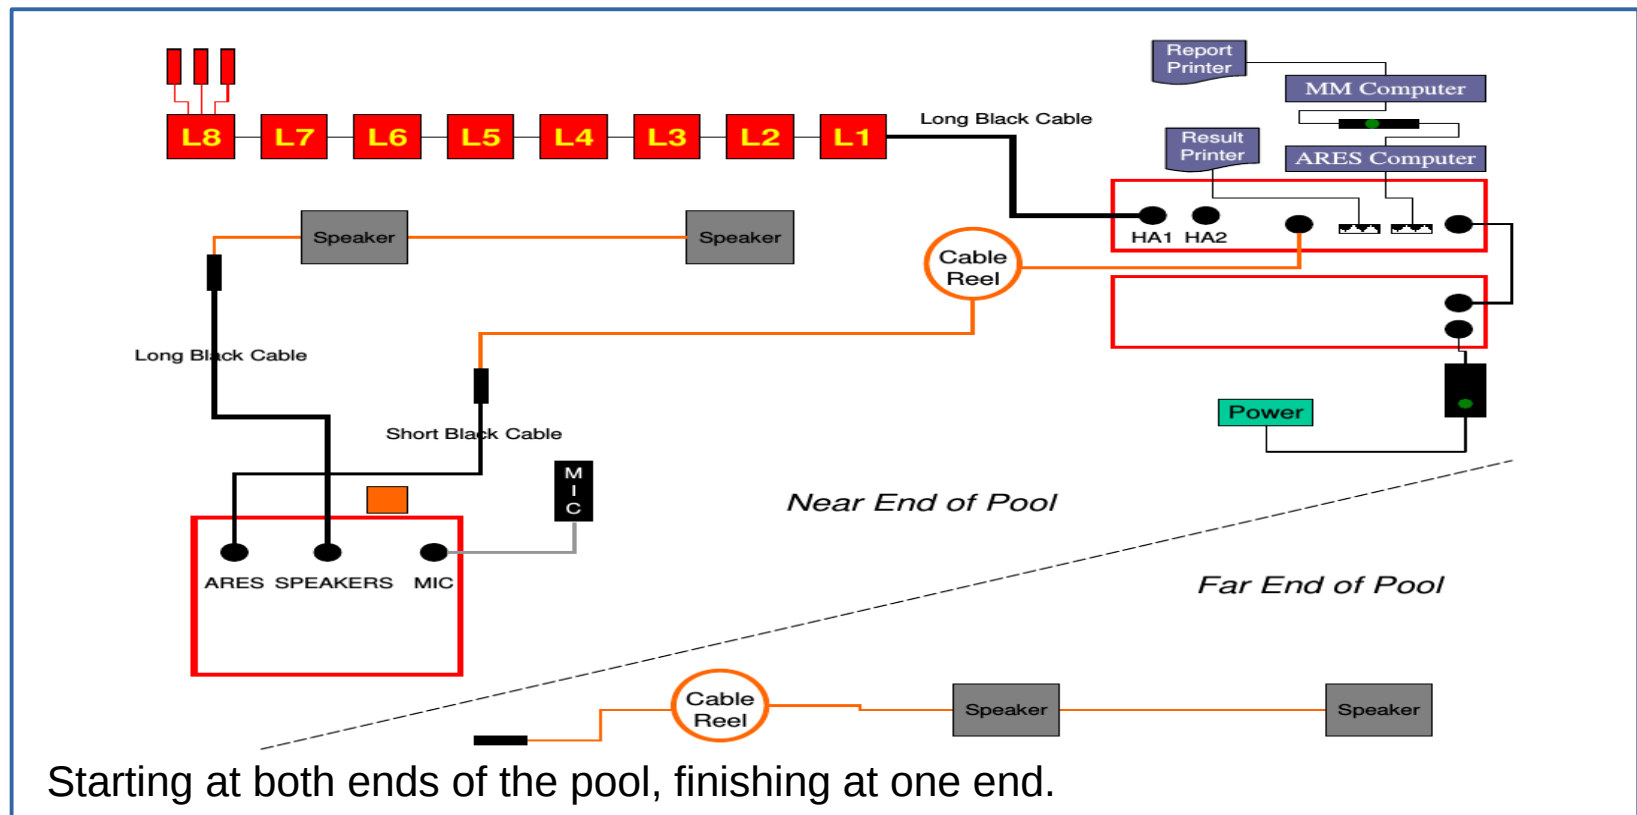 Report
Printer
MM Computer
Long Black Cable
L8 L7 L6 L5 L4 L3 L2 L1
Result
Printer
ARES Computer
Speaker
Speaker
HA1 HA2
Cable
Reel
Long Black Cable
Power
Short Black Cable
M
I
C
Near End of Pool
ARES SPEAKERS MIC
Far End of Pool
Cable
Reel
Speaker
Speaker
Starting at both ends of the pool, finishing at one end.